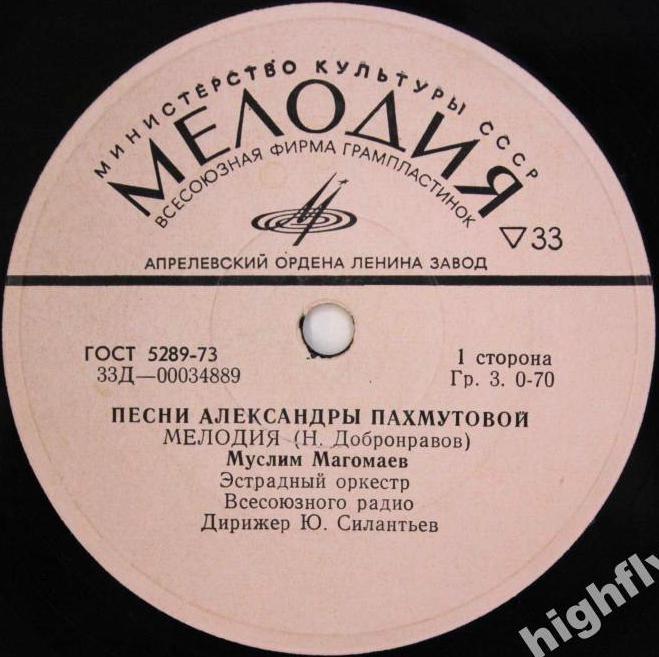 МИНИСТЕРСТВО КУЛЬТУРЫ СССР
МЕЛОДИЯ
ВСЕСОЮЗНАЯ ФИРМА ГРАМПЛАСТИНОК
▽33
АПРЕЛЕВСКИЙ ОРДЕНА ЛЕНИНА ЗАВОД
ГОСТ 5289-73
33Д—00034889
1 сторона
Гр. 3. 0-70
ПЕСНИ АЛЕКСАНДРЫ ПАХМУТОВОЙ
МЕЛОДИЯ (Н. Добронравов)
Муслим Магомаев
Эстрадный оркестр
Всесоюзного радио
Дирижер Ю. Силантьев
highfly